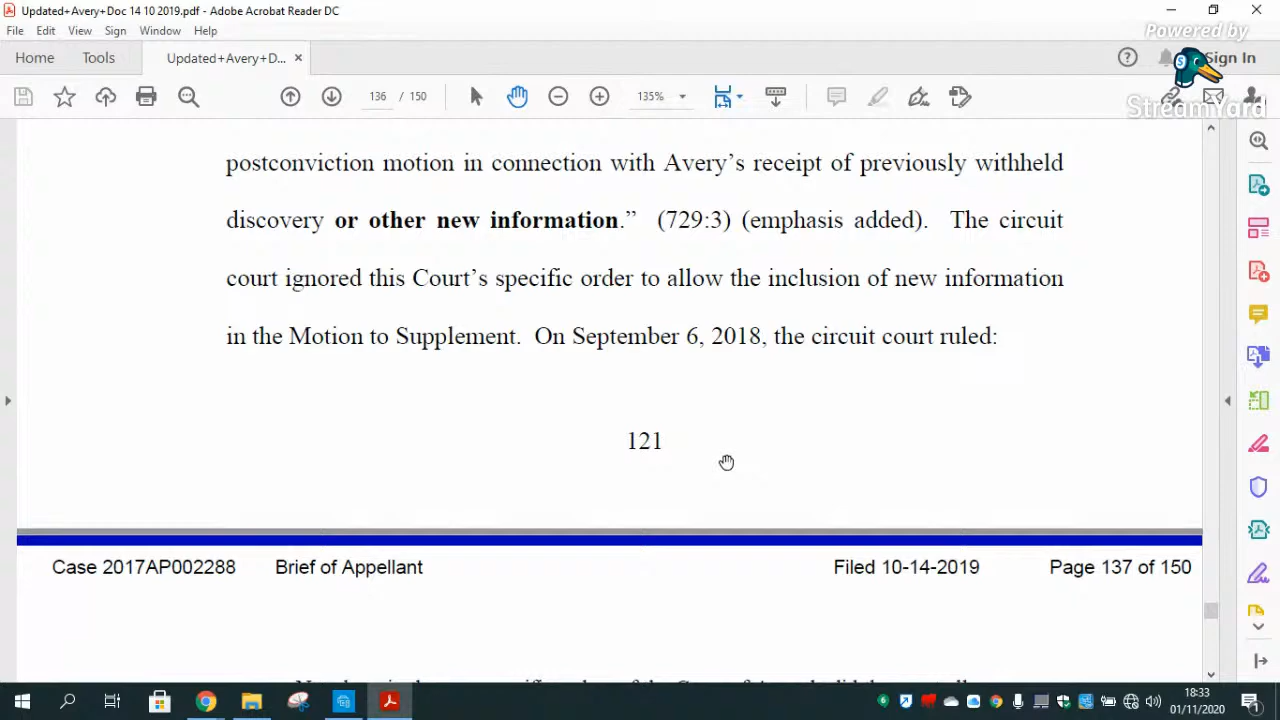 Updated+Avery+Doc 14 10 2019.pdf - Adobe Acrobat Reader DC
File Edit View Sign Window Help
Powered by
Home Tools Updated+Avery+D... × Sign In
StreamYard
136 / 150 135%
postconviction motion in connection with Avery’s receipt of previously withheld
discovery or other new information.” (729:3) (emphasis added). The circuit
court ignored this Court’s specific order to allow the inclusion of new information
in the Motion to Supplement. On September 6, 2018, the circuit court ruled:
121
Case 2017AP002288 Brief of Appellant Filed 10-14-2019 Page 137 of 150
18:33
01/11/2020